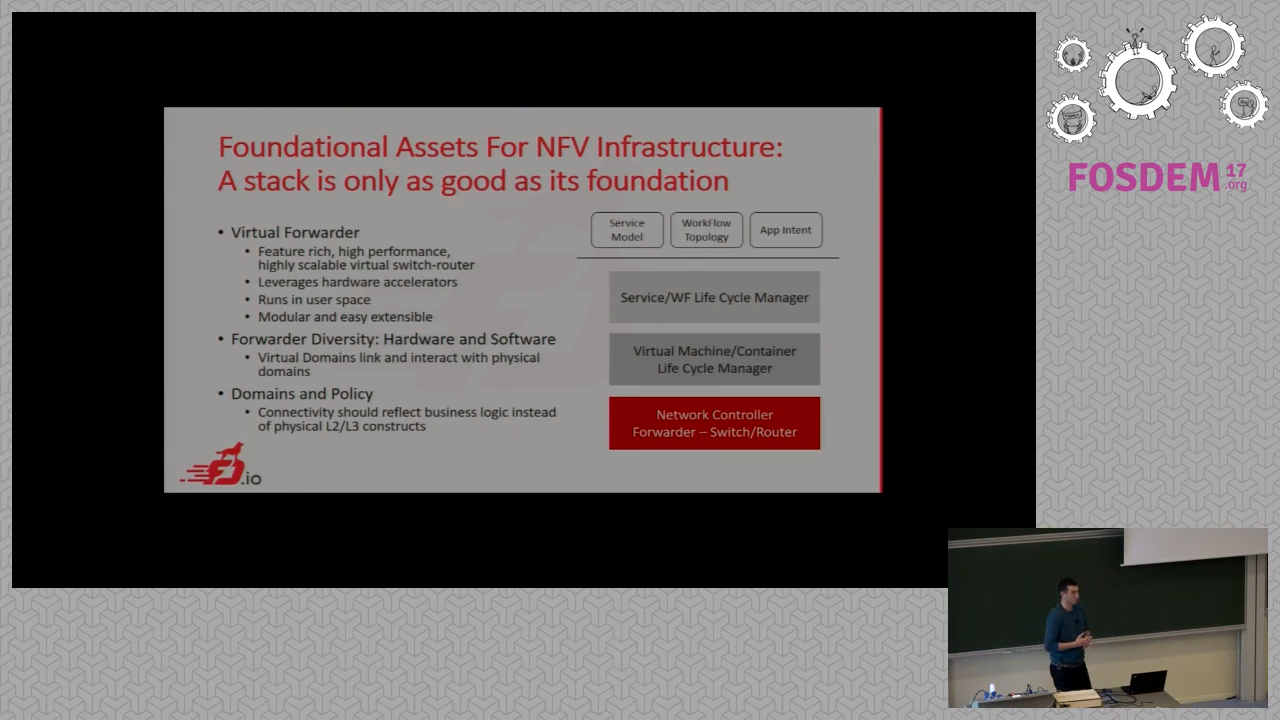 Foundational Assets For NFV Infrastructure:
A stack is only as good as its foundation
• Virtual Forwarder
• Feature rich, high performance,
highly scalable virtual switch-router
• Leverages hardware accelerators
• Runs in user space
• Modular and easy extensible
• Forwarder Diversity: Hardware and Software
• Virtual Domains link and interact with physical
domains
• Domains and Policy
• Connectivity should reflect business logic instead
of physical L2/L3 constructs
Service
Model
WorkFlow
Topology
App Intent
Service/WF Life Cycle Manager
Virtual Machine/Container
Life Cycle Manager
Network Controller
Forwarder – Switch/Router
FD.io
FOSDEM 17
.org